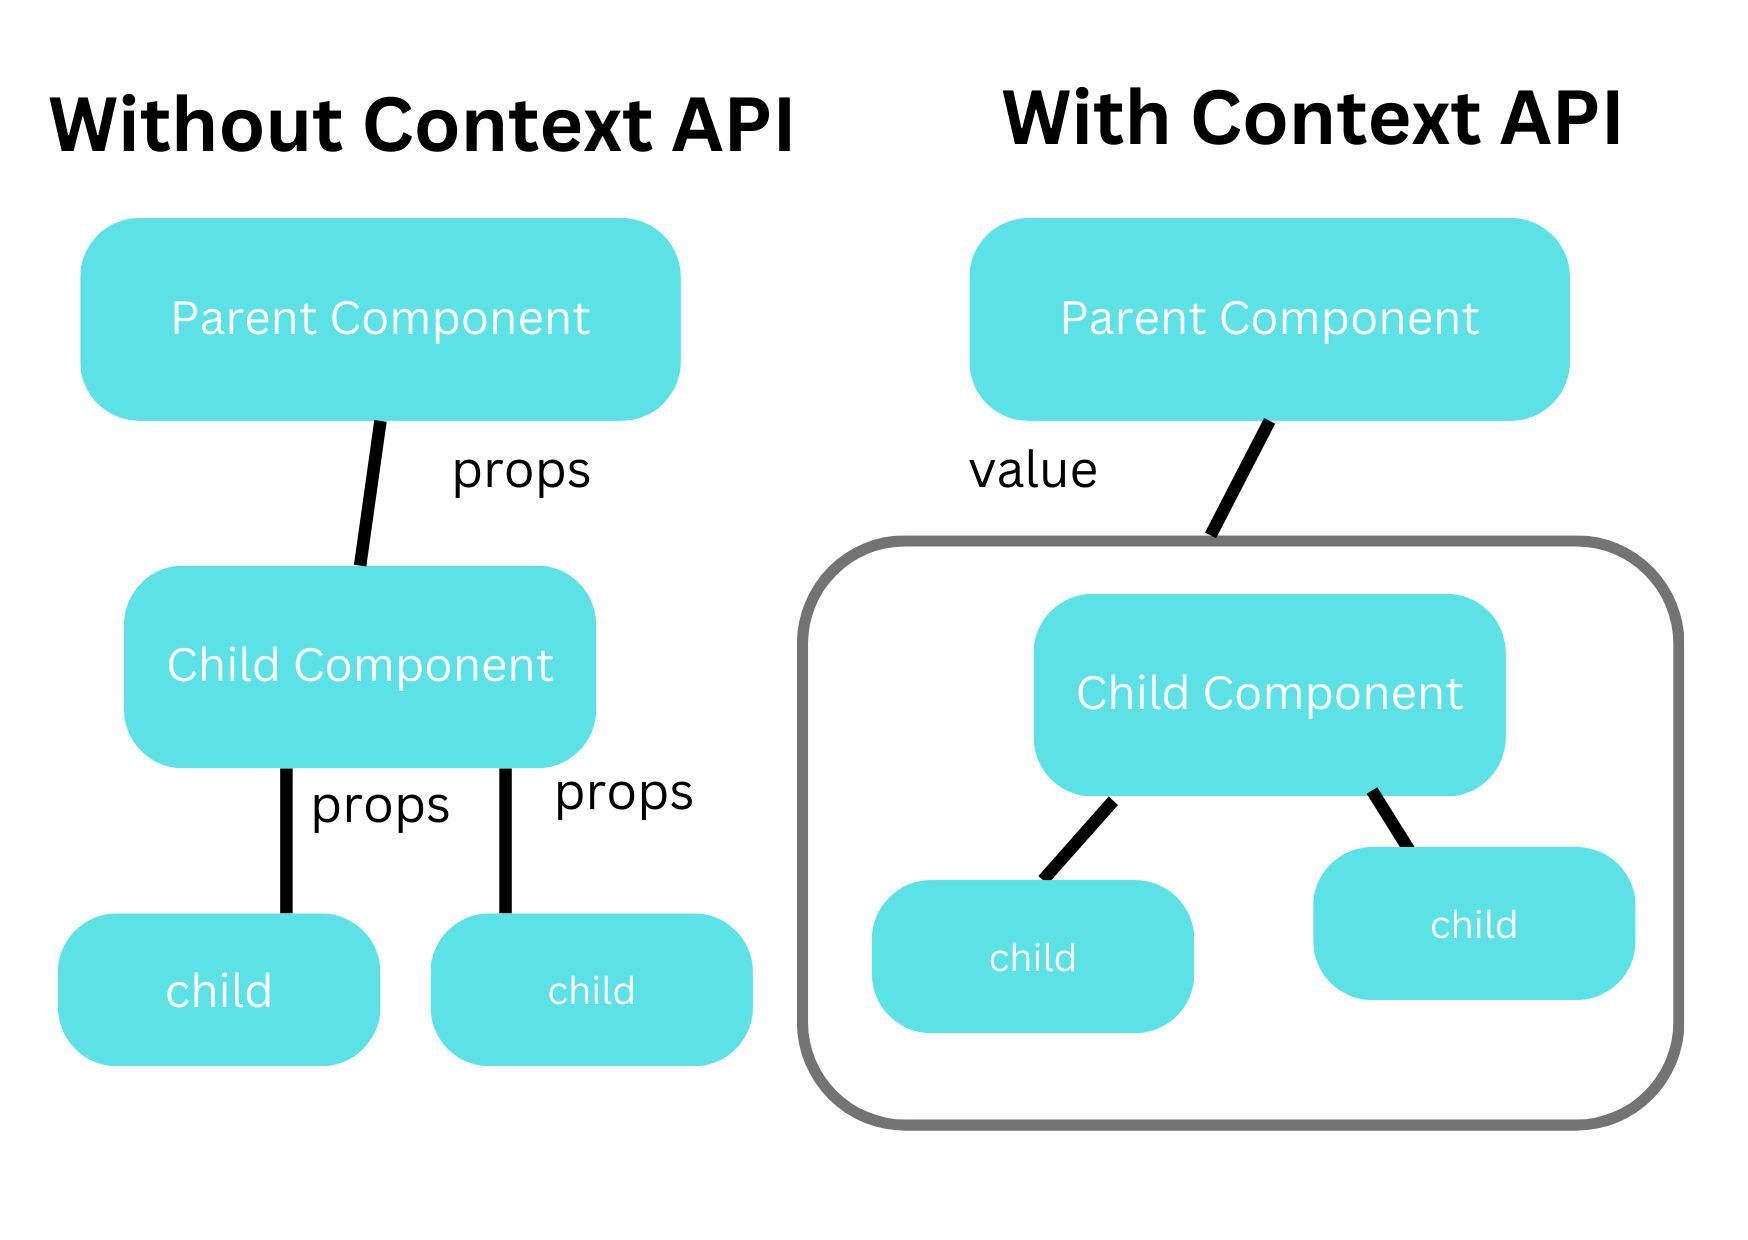 Without Context API
Parent Component
props
Child Component
props
props
child
child
With Context API
Parent Component
value
Child Component
child
child